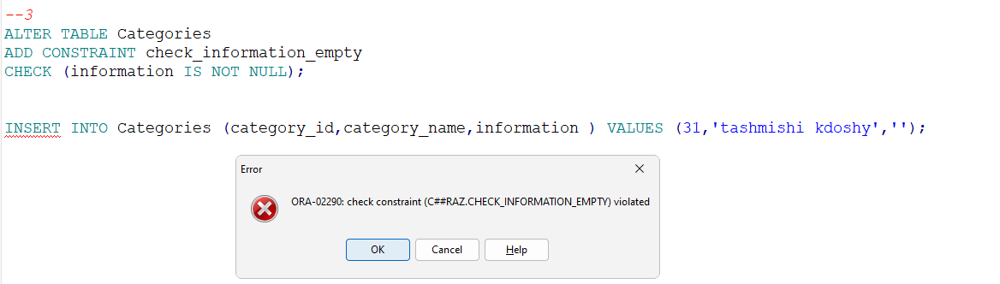 --3
ALTER TABLE Categories
ADD CONSTRAINT check_information_empty
CHECK (information IS NOT NULL);
INSERT INTO Categories (category_id,category_name,information ) VALUES (31,'tashmishi kdoshy','');
Error
ORA-02290: check constraint (C##RAZ.CHECK_INFORMATION_EMPTY) violated
OK Cancel Help